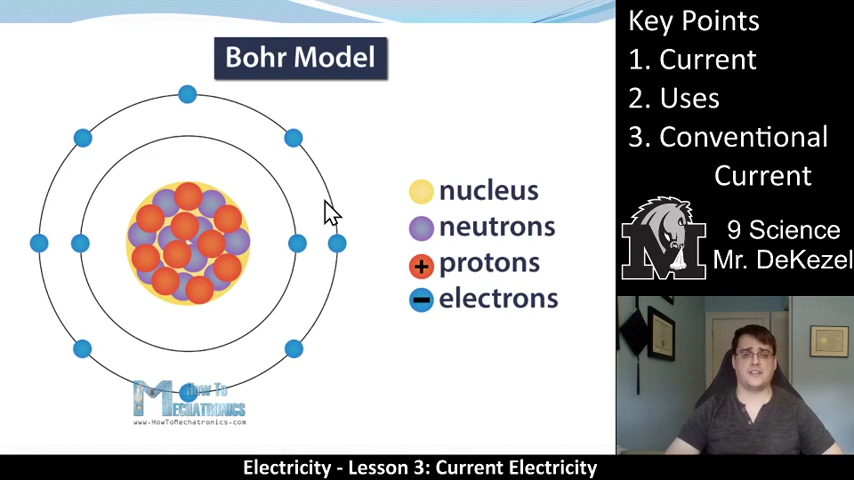 Bohr Model
nucleus
neutrons
+ protons
− electrons
How To
MECHATRONICS
www.HowToMechatronics.com
Key Points
1. Current
2. Uses
3. Conventional
Current
M
9 Science
Mr. DeKezel
Electricity - Lesson 3: Current Electricity